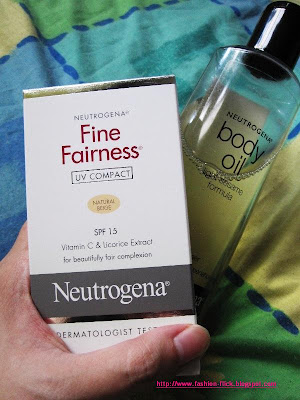 NEUTROGENA®
Fine
Fairness®
UV COMPACT
NATURAL
BEIGE
SPF 15
Vitamin C & Licorice Extract
for beautifully fair complexion
Neutrogena®
DERMATOLOGIST TEST
NEUTROGENA®
body
oil
sesame
formula
http://www.fashion-flick.blogspot.com